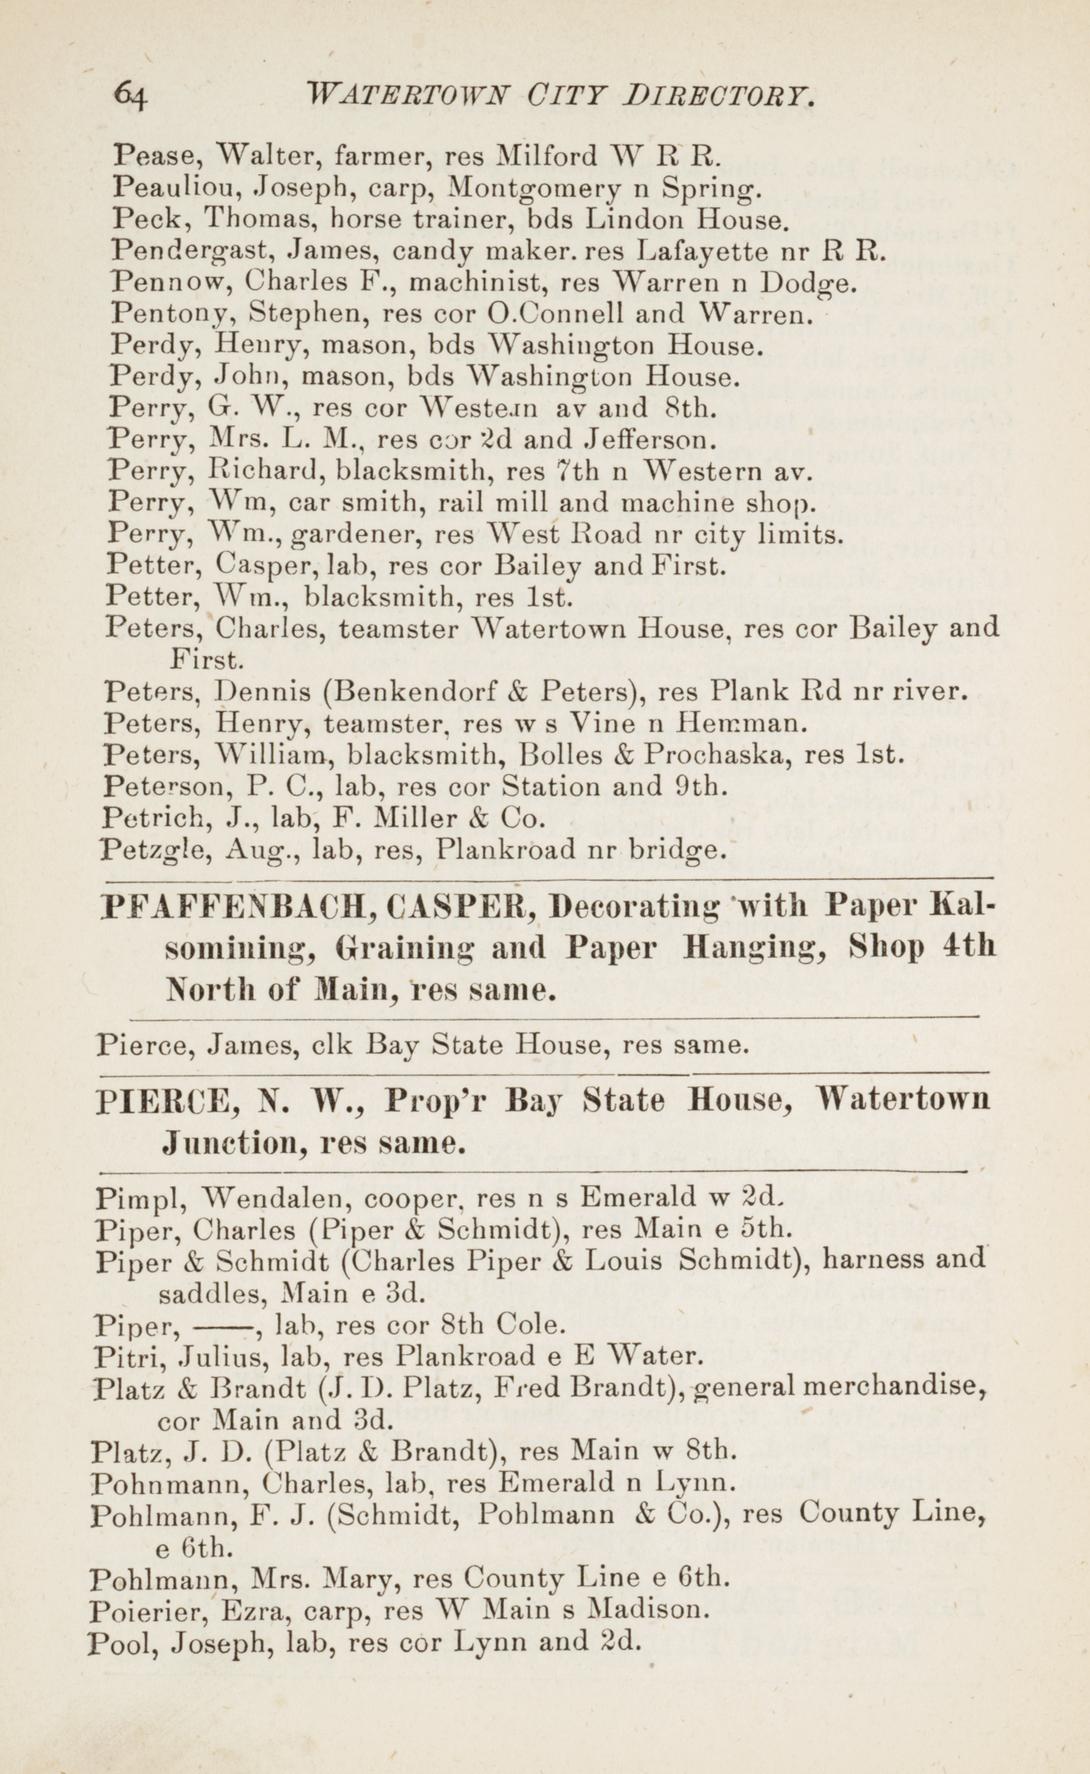 64 WATERTOWN CITY DIRECTORY.
Pease, Walter, farmer, res Milford W R R.
Peauliou, Joseph, carp, Montgomery n Spring.
Peck, Thomas, horse trainer, bds Lindon House.
Pendergast, James, candy maker. res Lafayette nr R R.
Pennow, Charles F., machinist, res Warren n Dodge.
Pentony, Stephen, res cor O.Connell and Warren.
Perdy, Henry, mason, bds Washington House.
Perdy, John, mason, bds Washington House.
Perry, G. W., res cor Western av and 8th.
Perry, Mrs. L. M., res cor 2d and Jefferson.
Perry, Richard, blacksmith, res 7th n Western av.
Perry, Wm, car smith, rail mill and machine shop.
Perry, Wm., gardener, res West Road nr city limits.
Petter, Casper, lab, res cor Bailey and First.
Petter, Wm., blacksmith, res 1st.
Peters, Charles, teamster Watertown House, res cor Bailey and
First.
Peters, Dennis (Benkendorf & Peters), res Plank Rd nr river.
Peters, Henry, teamster, res w s Vine n Hemman.
Peters, William, blacksmith, Bolles & Prochaska, res 1st.
Peterson, P. C., lab, res cor Station and 9th.
Petrich, J., lab, F. Miller & Co.
Petzgle, Aug., lab, res, Plankroad nr bridge.
PFAFFENBACH, CASPER, Decorating with Paper Kal-
somining, Graining and Paper Hanging, Shop 4th
North of Main, res same.
Pierce, James, clk Bay State House, res same.
PIERCE, N. W., Prop'r Bay State House, Watertown
Junction, res same.
Pimpl, Wendalen, cooper, res n s Emerald w 2d.
Piper, Charles (Piper & Schmidt), res Main e 5th.
Piper & Schmidt (Charles Piper & Louis Schmidt), harness and
saddles, Main e 3d.
Piper, ——, lab, res cor 8th Cole.
Pitri, Julius, lab, res Plankroad e E Water.
Platz & Brandt (J. D. Platz, Fred Brandt), general merchandise,
cor Main and 3d.
Platz, J. D. (Platz & Brandt), res Main w 8th.
Pohnmann, Charles, lab, res Emerald n Lynn.
Pohlmann, F. J. (Schmidt, Pohlmann & Co.), res County Line,
e 6th.
Pohlmann, Mrs. Mary, res County Line e 6th.
Poierier, Ezra, carp, res W Main s Madison.
Pool, Joseph, lab, res cor Lynn and 2d.